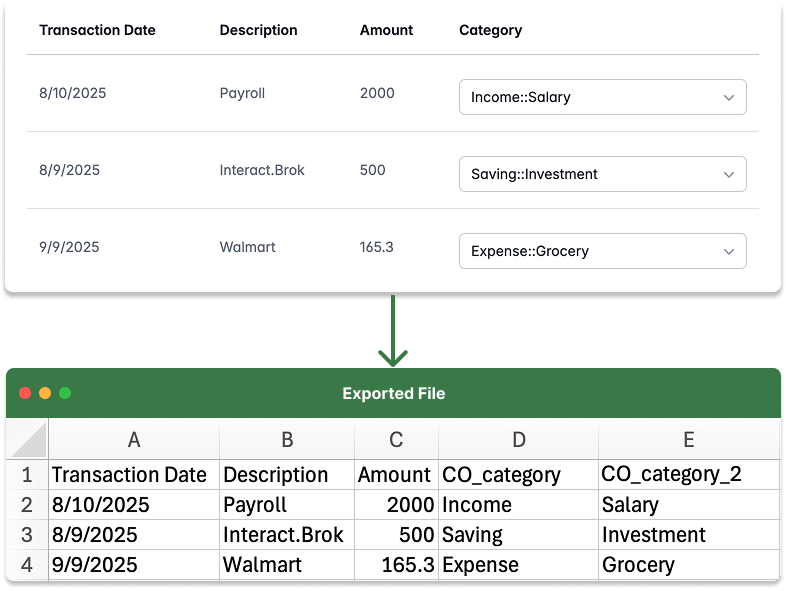 Transaction Date Description Amount Category
8/10/2025 Payroll 2000 Income::Salary
8/9/2025 Interact.Brok 500 Saving::Investment
9/9/2025 Walmart 165.3 Expense::Grocery
Exported File
A B C D E
1 Transaction Date Description Amount CO_category CO_category_2
2 8/10/2025 Payroll 2000 Income Salary
3 8/9/2025 Interact.Brok 500 Saving Investment
4 9/9/2025 Walmart 165.3 Expense Grocery